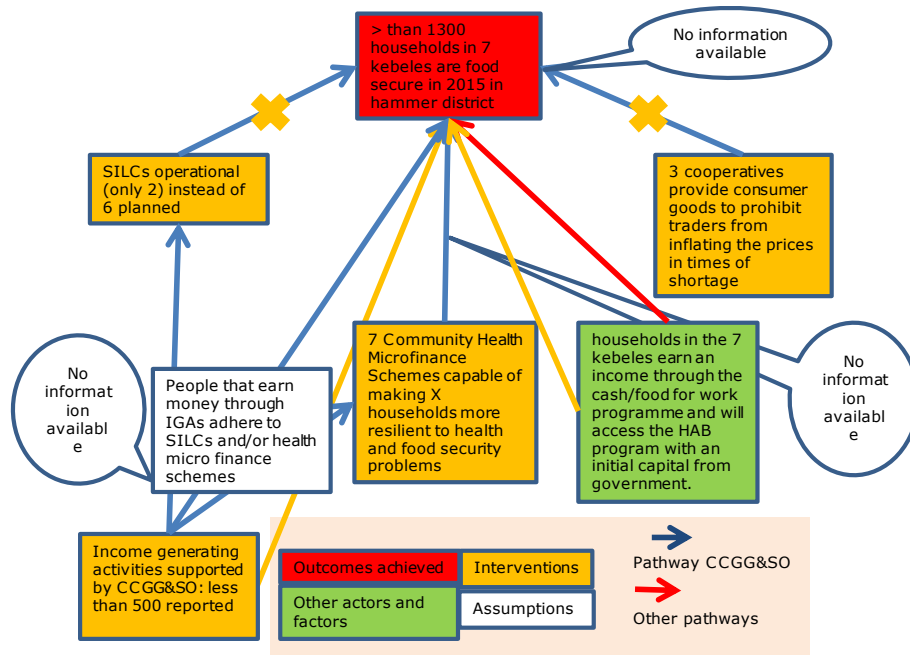 > than 1300
households in 7
kebeles are food
secure in 2015 in
hammer district
No information
available
SILCs operational
(only 2) instead of
6 planned
3 cooperatives
provide consumer
goods to prohibit
traders from
inflating the prices
in times of
shortage
No
informat
ion
availabl
e
People that earn
money through
IGAs adhere to
SILCs and/or health
micro finance
schemes
7 Community Health
Microfinance
Schemes capable of
making X
households more
resilient to health
and food security
problems
households in the 7
kebeles earn an
income through the
cash/food for work
programme and will
access the HAB
program with an
initial capital from
government.
No
informat
ion
availabl
e
Income generating
activities supported
by CCGG&SO: less
than 500 reported
Outcomes achieved
Interventions
Other actors and
factors
Assumptions
Pathway CCGG&SO
Other pathways